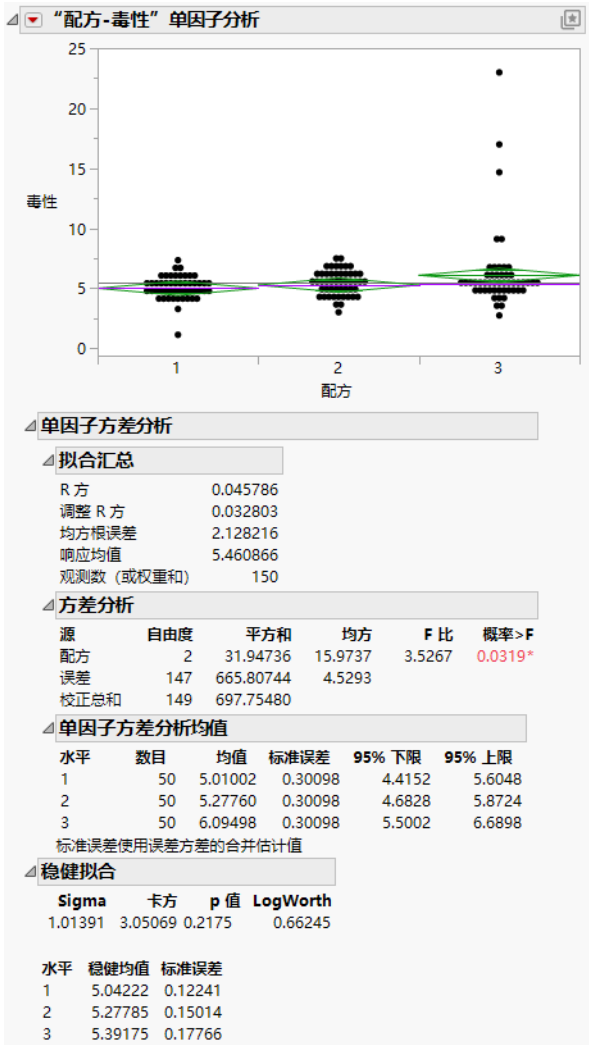 “配方-毒性”单因子分析
25
20
15
毒性
10
5
0
1 2 3
配方
单因子方差分析
拟合汇总
R 方 0.045786
调整 R 方 0.032803
均方根误差 2.128216
响应均值 5.460866
观测数（或权重和） 150
方差分析
源 自由度 平方和 均方 F 比 概率>F
配方 2 31.94736 15.9737 3.5267 0.0319*
误差 147 665.80744 4.5293
校正总和 149 697.75480
单因子方差分析均值
水平 数目 均值 标准误差 95% 下限 95% 上限
1 50 5.01002 0.30098 4.4152 5.6048
2 50 5.27760 0.30098 4.6828 5.8724
3 50 6.09498 0.30098 5.5002 6.6898
标准误差使用误差方差的合并估计值
稳健拟合
Sigma 卡方 p 值 LogWorth
1.01391 3.05069 0.2175 0.66245
水平 稳健均值 标准误差
1 5.04222 0.12241
2 5.27785 0.15014
3 5.39175 0.17766